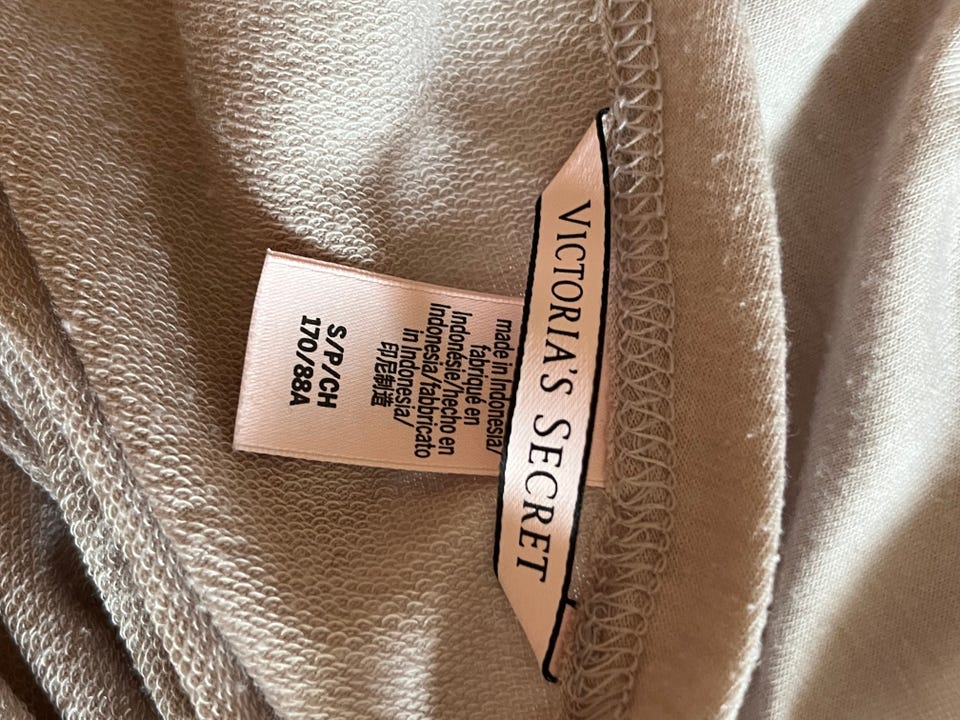 VICTORIA'S SECRET
made in Indonesia/
fabriqué en
Indonésie/hecho en
Indonesia/fabbricato
in Indonesia/
印尼制造
S/P/CH
170/88A